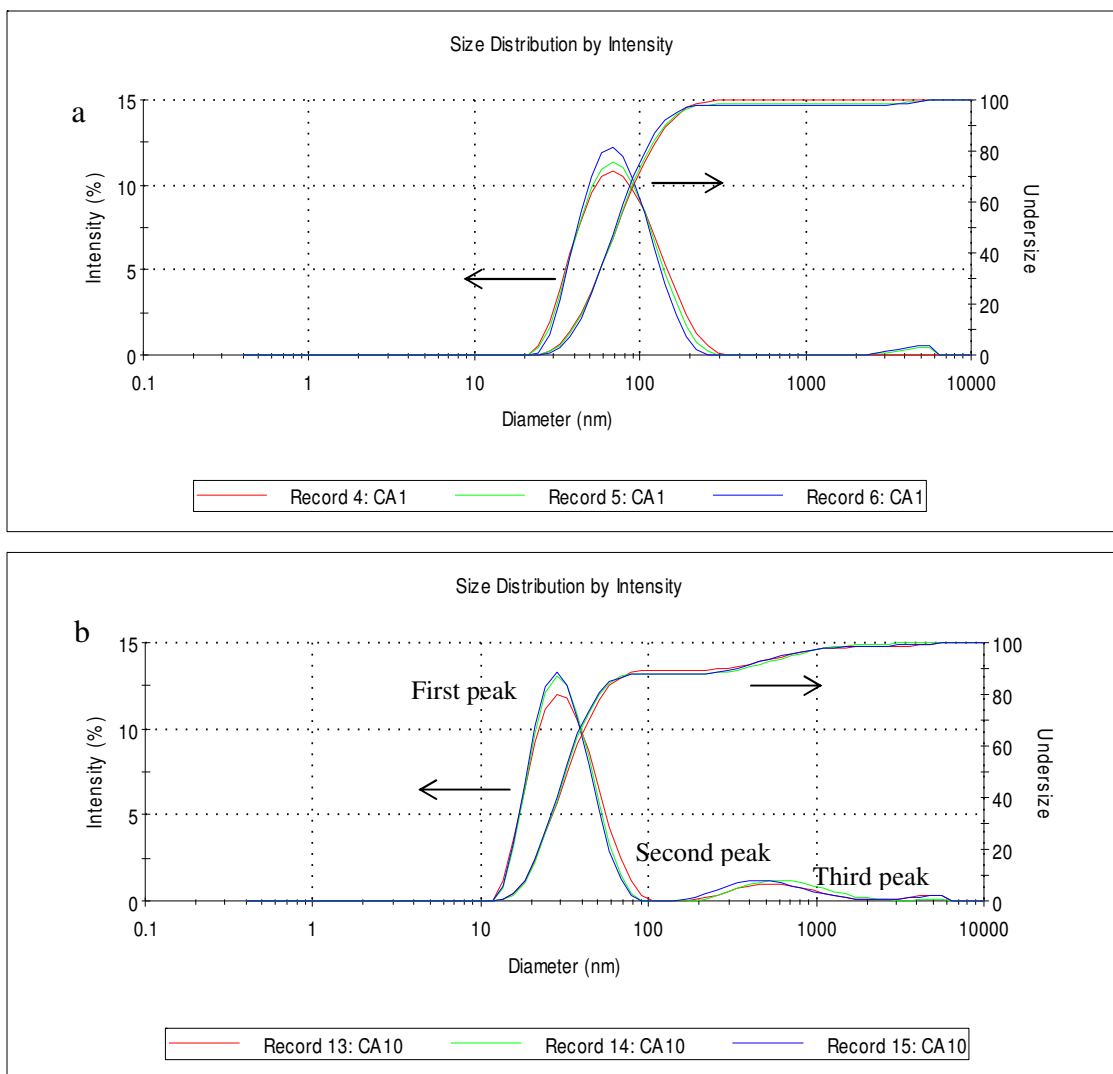 Size Distribution by Intensity
a
15
10
5
0
Intensity (%)
100
80
60
40
20
0
Undersize
0.1 1 10 100 1000 10000
Diameter (nm)
Record 4: CA1 Record 5: CA1 Record 6: CA1
Size Distribution by Intensity
b
15
10
5
0
Intensity (%)
First peak
Second peak
Third peak
100
80
60
40
20
0
Undersize
0.1 1 10 100 1000 10000
Diameter (nm)
Record 13: CA10 Record 14: CA10 Record 15: CA10